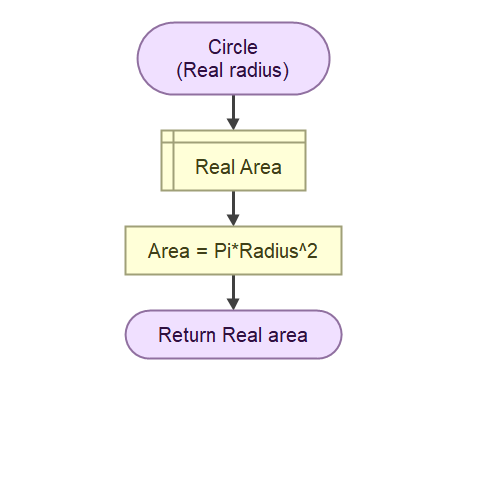 Circle
(Real radius)
Real Area
Area = Pi*Radius^2
Return Real area